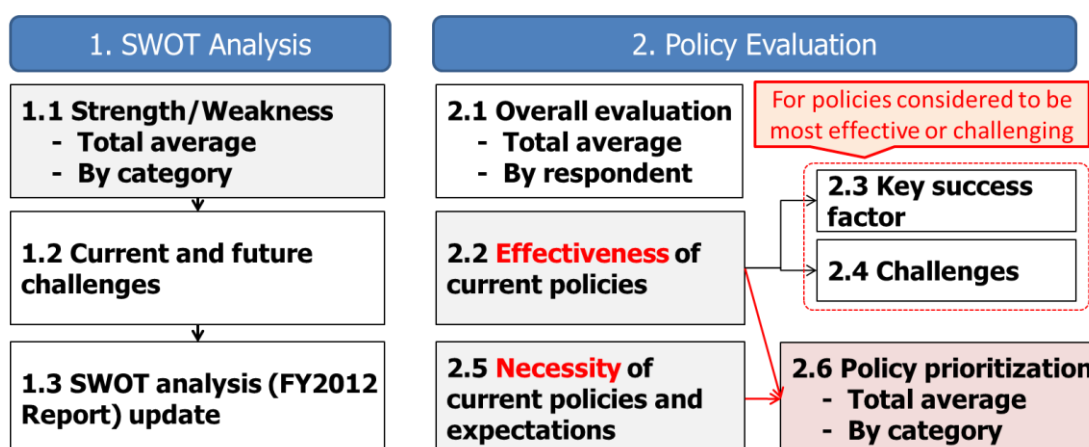 1. SWOT Analysis
1.1 Strength/Weakness
- Total average
- By category
1.2 Current and future
challenges
1.3 SWOT analysis (FY2012
Report) update
2. Policy Evaluation
2.1 Overall evaluation
- Total average
- By respondent
For policies considered to be
most effective or challenging
2.2 Effectiveness of
current policies
2.3 Key success
factor
2.4 Challenges
2.5 Necessity of
current policies and
expectations
2.6 Policy prioritization
- Total average
- By category